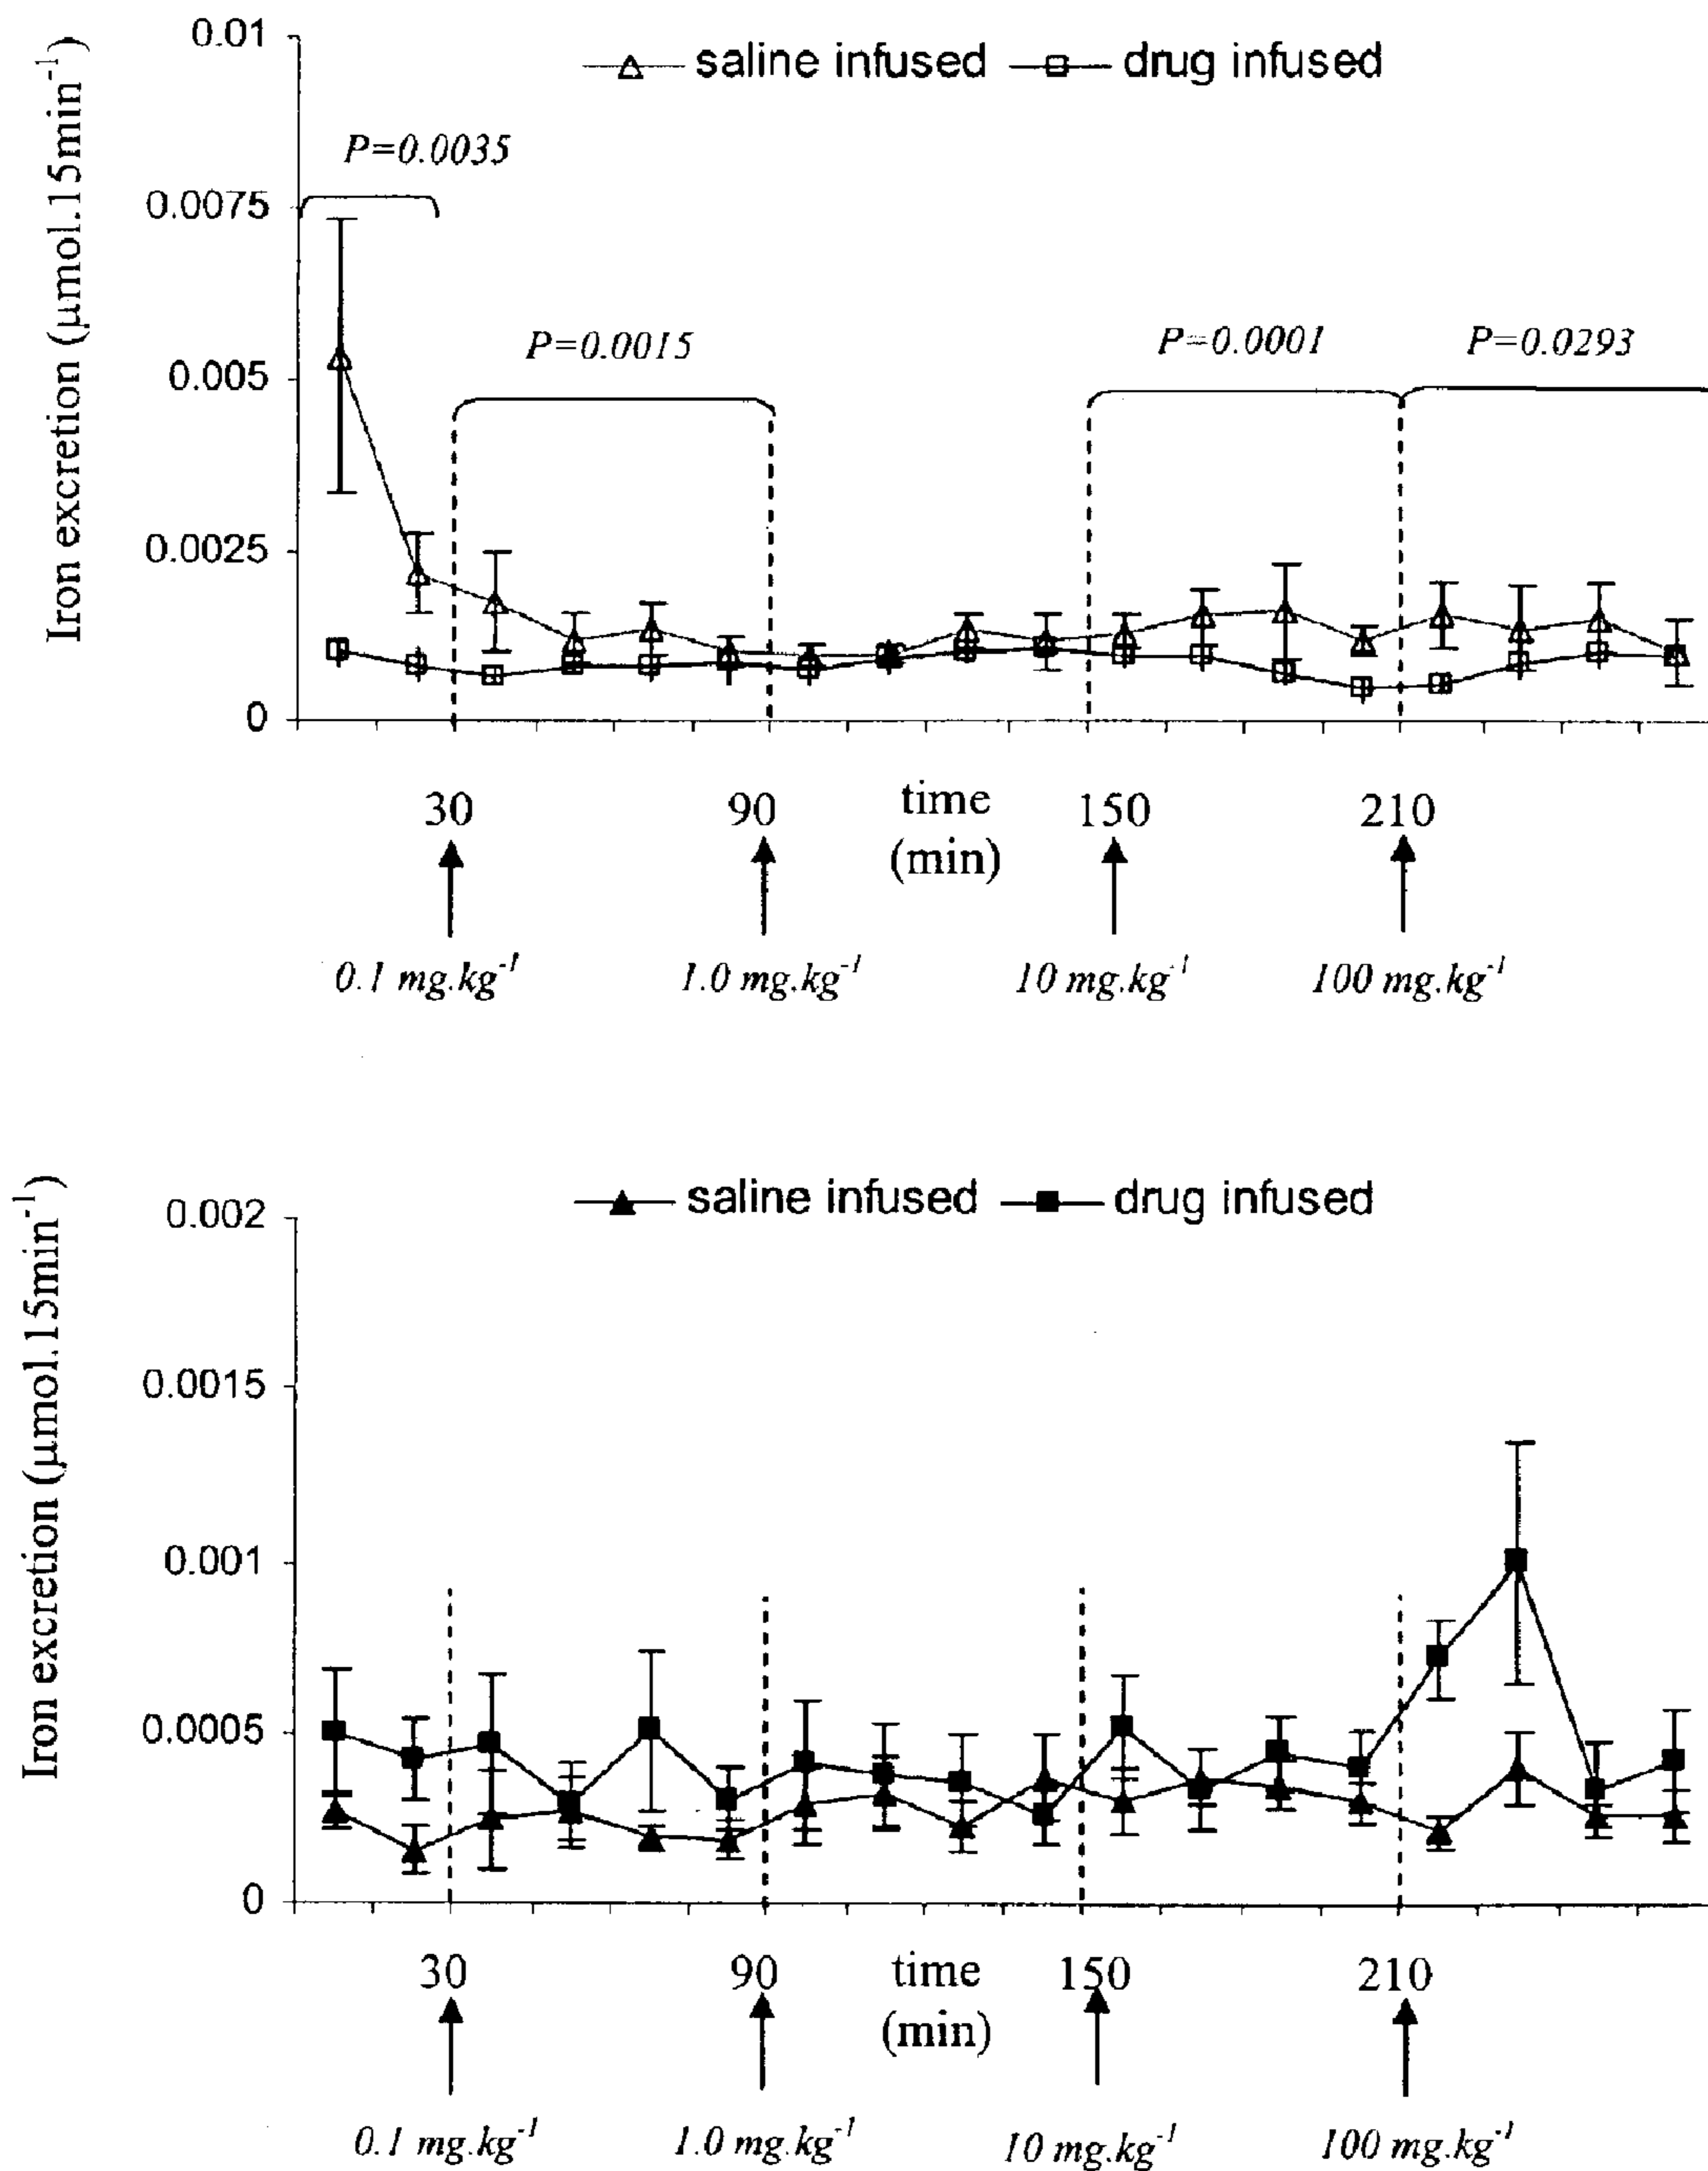 0.01
saline infused drug infused
P=0.0035
0.0075
P=0.0015 P=0.0001 P=0.0293
0.005
0.0025
0
Iron excretion (µmol.15min⁻¹)
30 90 time (min) 150 210
0.1 mg.kg⁻¹ 1.0 mg.kg⁻¹ 10 mg.kg⁻¹ 100 mg.kg⁻¹
saline infused drug infused
0.002
0.0015
0.001
0.0005
0
Iron excretion (µmol.15min⁻¹)
30 90 time (min) 150 210
0.1 mg.kg⁻¹ 1.0 mg.kg⁻¹ 10 mg.kg⁻¹ 100 mg.kg⁻¹